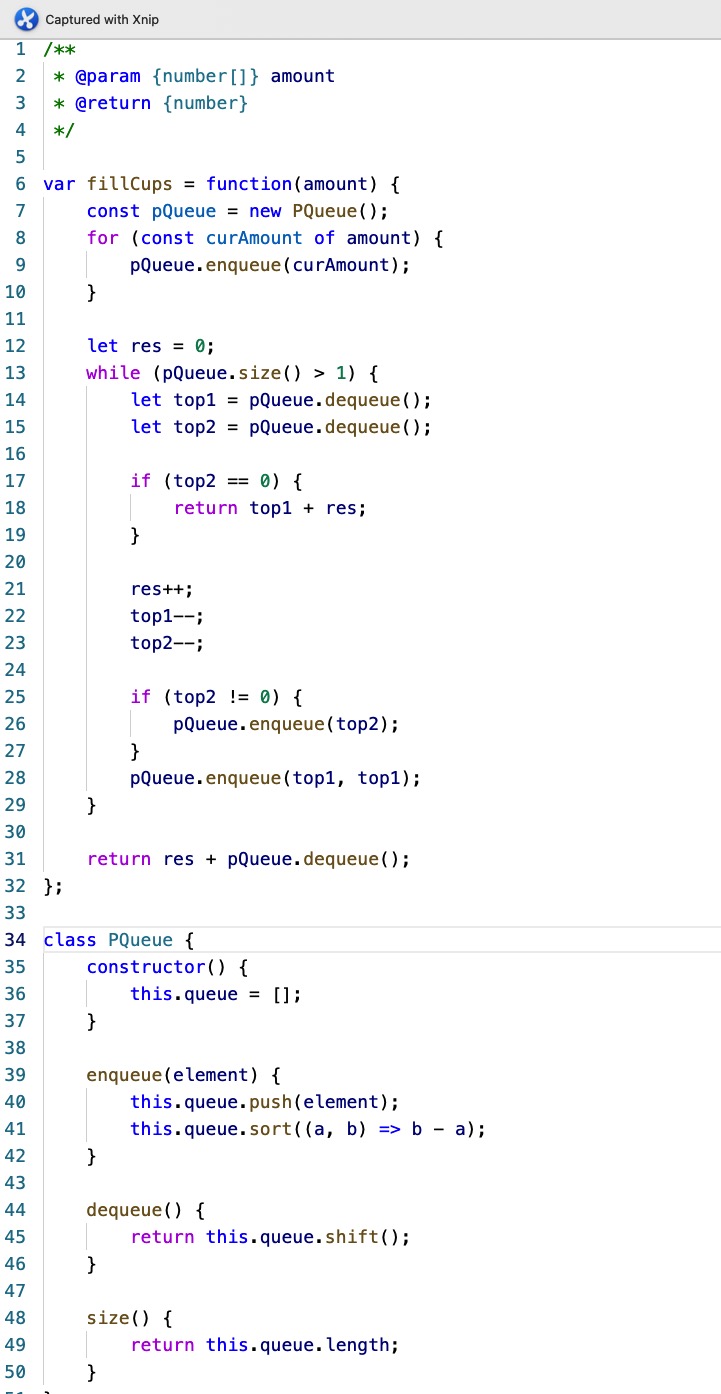 Captured with Xnip
1 /**
2  * @param {number[]} amount
3  * @return {number}
4  */
5
6 var fillCups = function(amount) {
7     const pQueue = new PQueue();
8     for (const curAmount of amount) {
9         pQueue.enqueue(curAmount);
10     }
11
12     let res = 0;
13     while (pQueue.size() > 1) {
14         let top1 = pQueue.dequeue();
15         let top2 = pQueue.dequeue();
16
17         if (top2 == 0) {
18             return top1 + res;
19         }
20
21         res++;
22         top1--;
23         top2--;
24
25         if (top2 != 0) {
26             pQueue.enqueue(top2);
27         }
28         pQueue.enqueue(top1, top1);
29     }
30
31     return res + pQueue.dequeue();
32 };
33
34 class PQueue {
35     constructor() {
36         this.queue = [];
37     }
38
39     enqueue(element) {
40         this.queue.push(element);
41         this.queue.sort((a, b) => b - a);
42     }
43
44     dequeue() {
45         return this.queue.shift();
46     }
47
48     size() {
49         return this.queue.length;
50     }